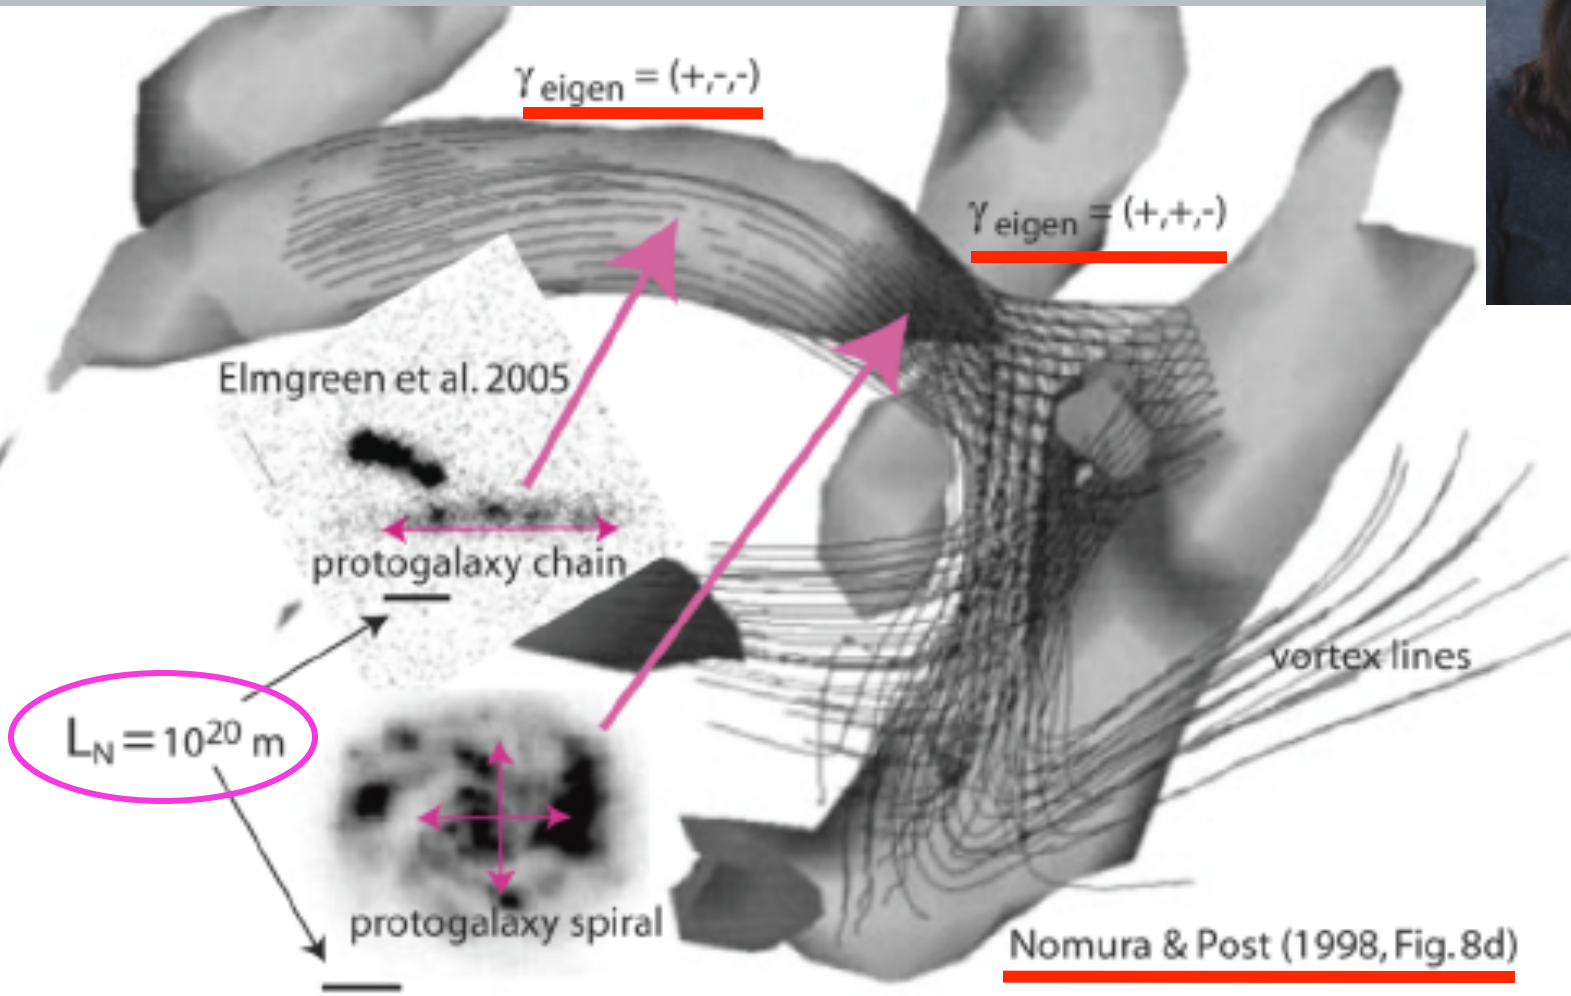 γ eigen = (+,-,-)
γ eigen = (+,+,-)
Elmgreen et al. 2005
protogalaxy chain
vortex lines
L_N = 10^20 m
protogalaxy spiral
Nomura & Post (1998, Fig. 8d)